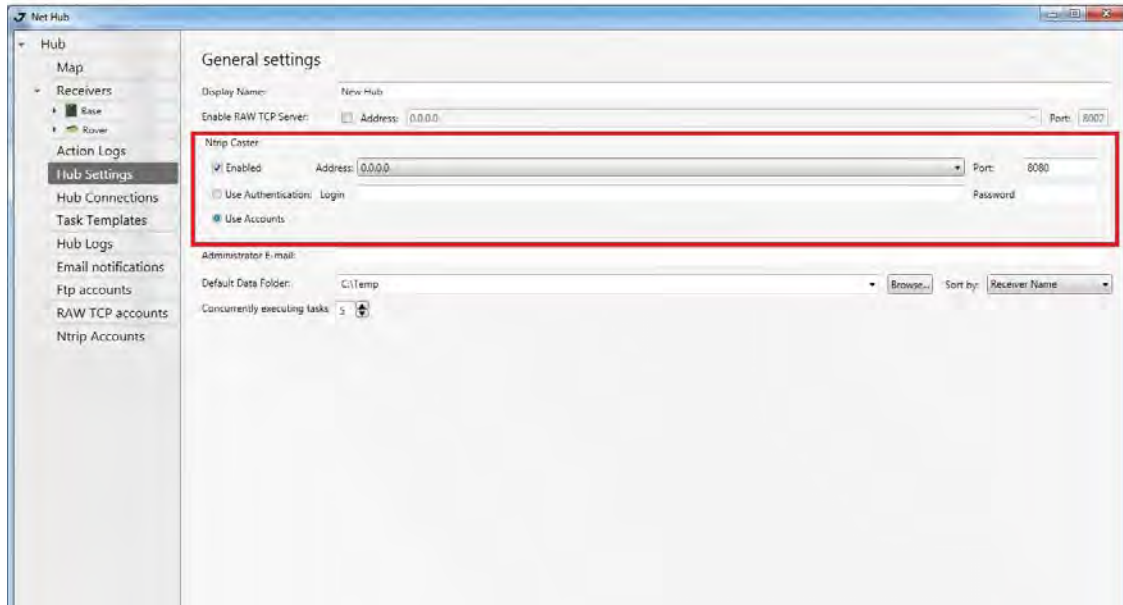 Net Hub
Hub
Map
Receivers
Base
Rover
Action Logs
Hub Settings
Hub Connections
Task Templates
Hub Logs
Email notifications
Ftp accounts
RAW TCP accounts
Ntrip Accounts
General settings
Display Name: New Hub
Enable RAW TCP Server: Address: 0.0.0.0 Port: 8002
Ntrip Caster
Enabled Address: 0.0.0.0 Port: 8080
Use Authentication: Login Password
Use Accounts
Administrator E-mail:
Default Data Folder: C:\Temp Browse... Sort by: Receiver Name
Concurrently executing tasks 5